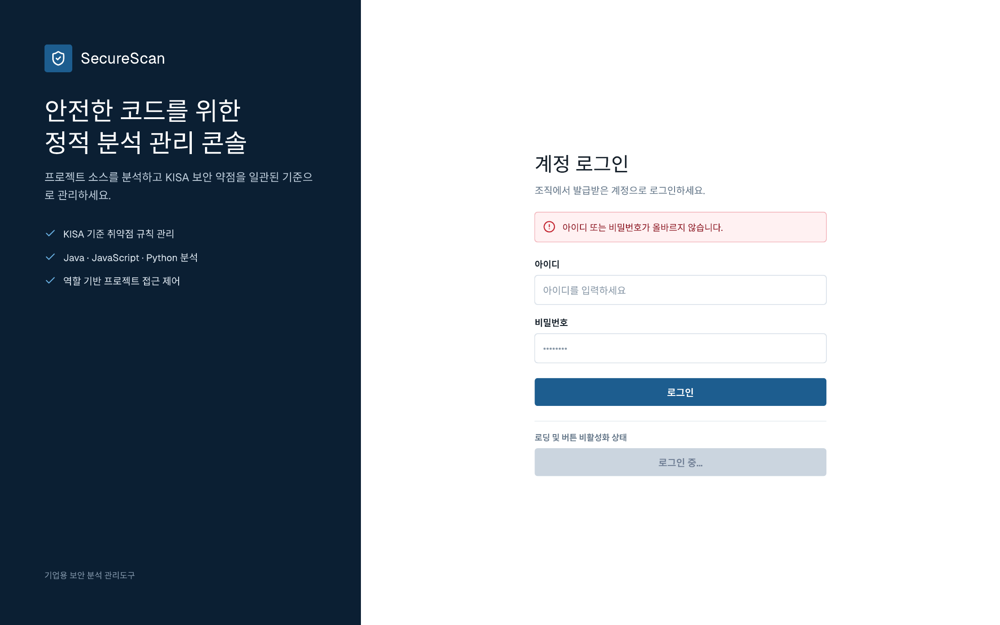 SecureScan
안전한 코드를 위한
정적 분석 관리 콘솔
프로젝트 소스를 분석하고 KISA 보안 약점을 일관된 기준으
로 관리하세요.
KISA 기준 취약점 규칙 관리
Java · JavaScript · Python 분석
역할 기반 프로젝트 접근 제어
기업용 보안 분석 관리도구
계정 로그인
조직에서 발급받은 계정으로 로그인하세요.
아이디 또는 비밀번호가 올바르지 않습니다.
아이디
아이디를 입력하세요
비밀번호
••••••••
로그인
로딩 및 버튼 비활성화 상태
로그인 중...